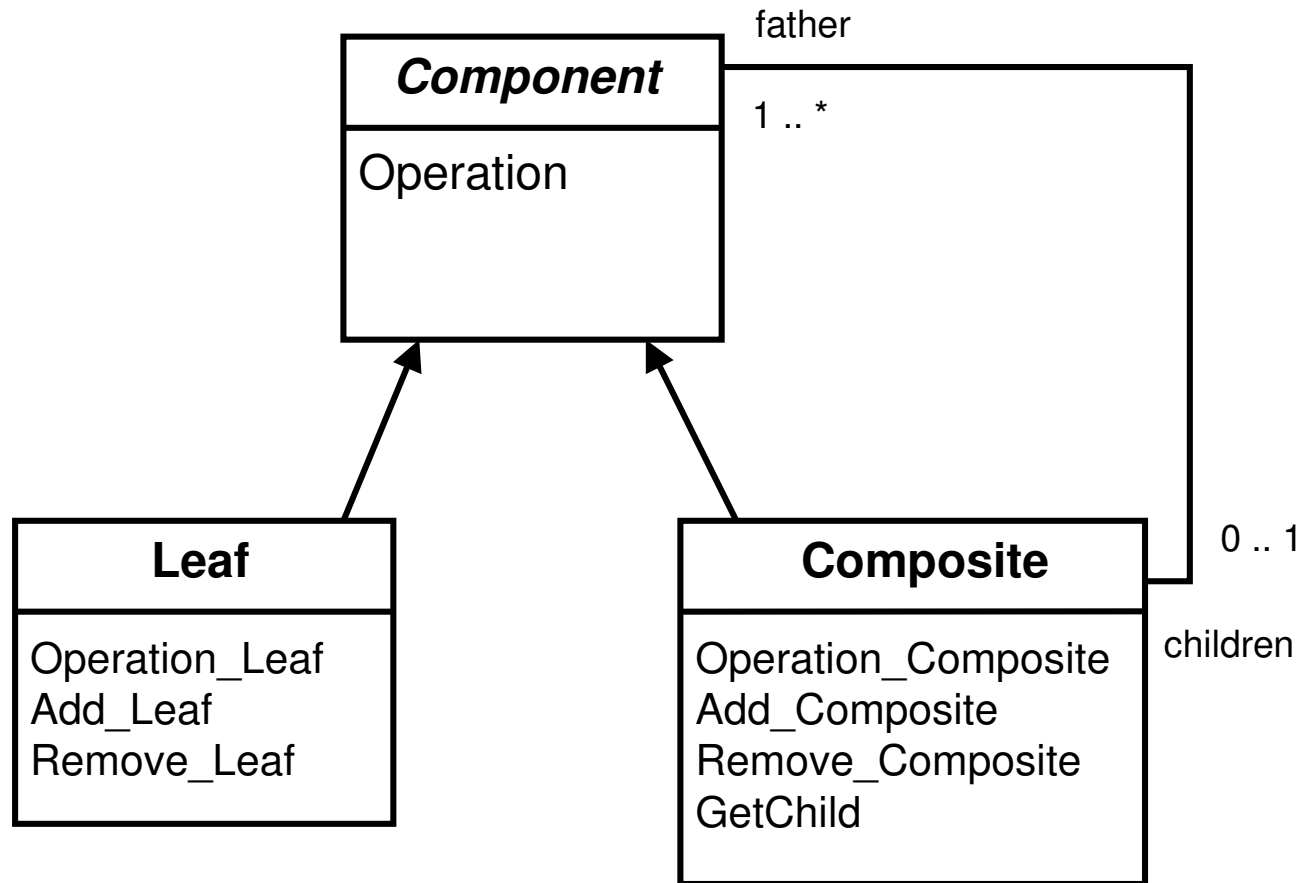 father
Component
1 .. *
Operation
Leaf
Operation_Leaf
Add_Leaf
Remove_Leaf
Composite
0 .. 1
children
Operation_Composite
Add_Composite
Remove_Composite
GetChild